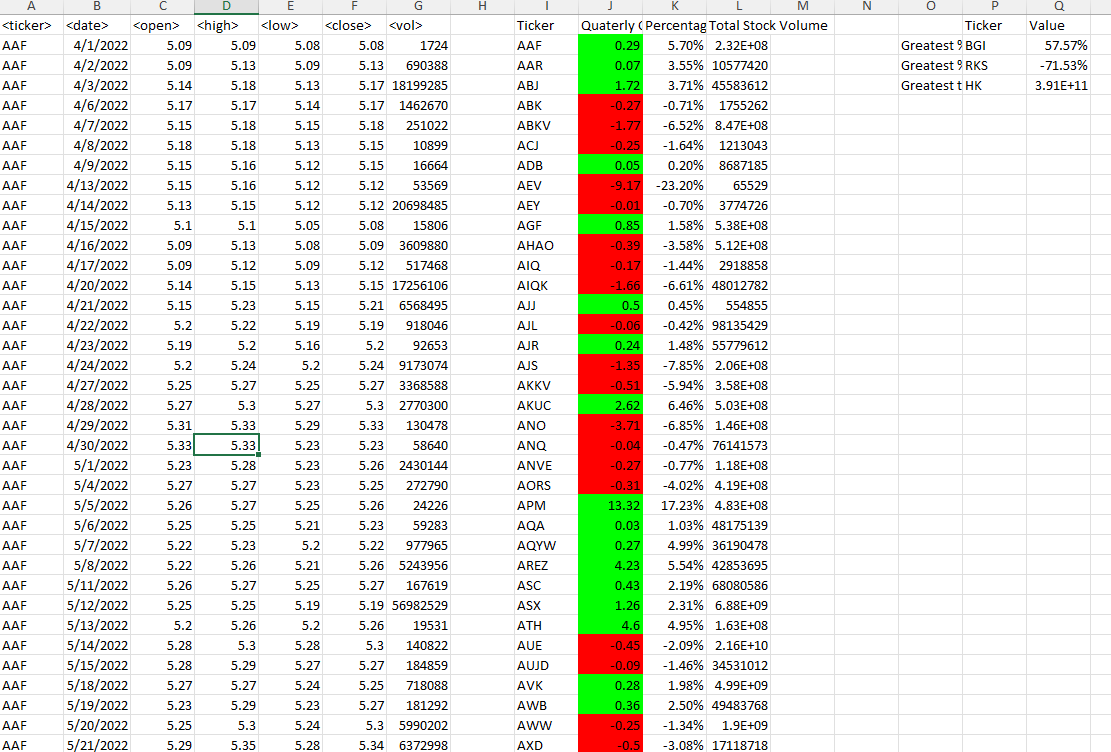 A B C D E F G H I J K L M N O P Q
<ticker> <date> <open> <high> <low> <close> <vol> Ticker Quaterly C Percentag Total Stock Volume Ticker Value
AAF 4/1/2022 5.09 5.09 5.08 5.08 1724 AAF 0.29 5.70% 2.32E+08 Greatest % BGI 57.57%
AAF 4/2/2022 5.09 5.13 5.09 5.13 690388 AAR 0.07 3.55% 10577420 Greatest % RKS -71.53%
AAF 4/3/2022 5.14 5.18 5.13 5.17 18199285 ABJ 1.72 3.71% 45583612 Greatest t HK 3.91E+11
AAF 4/6/2022 5.17 5.17 5.14 5.17 1462670 ABK -0.27 -0.71% 1755262
AAF 4/7/2022 5.15 5.18 5.15 5.18 251022 ABKV -1.77 -6.52% 8.47E+08
AAF 4/8/2022 5.18 5.18 5.13 5.15 10899 ACJ -0.25 -1.64% 1213043
AAF 4/9/2022 5.15 5.16 5.12 5.15 16664 ADB 0.05 0.20% 8687185
AAF 4/13/2022 5.15 5.16 5.12 5.12 53569 AEV -9.17 -23.20% 65529
AAF 4/14/2022 5.13 5.15 5.12 5.12 20698485 AEY -0.01 -0.70% 3774726
AAF 4/15/2022 5.1 5.1 5.05 5.08 15806 AGF 0.85 1.58% 5.38E+08
AAF 4/16/2022 5.09 5.13 5.08 5.09 3609880 AHAO -0.39 -3.58% 5.12E+08
AAF 4/17/2022 5.09 5.12 5.09 5.12 517468 AIQ -0.17 -1.44% 2918858
AAF 4/20/2022 5.14 5.15 5.13 5.15 17256106 AIQK -1.66 -6.61% 48012782
AAF 4/21/2022 5.15 5.23 5.15 5.21 6568495 AJJ 0.5 0.45% 554855
AAF 4/22/2022 5.2 5.22 5.19 5.19 918046 AJL -0.06 -0.42% 98135429
AAF 4/23/2022 5.19 5.2 5.16 5.2 92653 AJR 0.24 1.48% 55779612
AAF 4/24/2022 5.2 5.24 5.2 5.24 9173074 AJS -1.35 -7.85% 2.06E+08
AAF 4/27/2022 5.25 5.27 5.25 5.27 3368588 AKKV -0.51 -5.94% 3.58E+08
AAF 4/28/2022 5.27 5.3 5.27 5.3 2770300 AKUC 2.62 6.46% 5.03E+08
AAF 4/29/2022 5.31 5.33 5.29 5.33 130478 ANO -3.71 -6.85% 1.46E+08
AAF 4/30/2022 5.33 5.33 5.23 5.23 58640 ANQ -0.04 -0.47% 76141573
AAF 5/1/2022 5.23 5.28 5.23 5.26 2430144 ANVE -0.27 -0.77% 1.18E+08
AAF 5/4/2022 5.27 5.27 5.23 5.25 272790 AORS -0.31 -4.02% 4.19E+08
AAF 5/5/2022 5.26 5.27 5.25 5.26 24226 APM 13.32 17.23% 4.83E+08
AAF 5/6/2022 5.25 5.25 5.21 5.23 59283 AQA 0.03 1.03% 48175139
AAF 5/7/2022 5.22 5.23 5.2 5.22 977965 AQYW 0.27 4.99% 36190478
AAF 5/8/2022 5.22 5.26 5.21 5.26 5243956 AREZ 4.23 5.54% 42853695
AAF 5/11/2022 5.26 5.27 5.25 5.27 167619 ASC 0.43 2.19% 68080586
AAF 5/12/2022 5.25 5.25 5.19 5.19 56982529 ASX 1.26 2.31% 6.88E+09
AAF 5/13/2022 5.2 5.26 5.2 5.26 19531 ATH 4.6 4.95% 1.63E+08
AAF 5/14/2022 5.28 5.3 5.28 5.3 140822 AUE -0.45 -2.09% 2.16E+10
AAF 5/15/2022 5.28 5.29 5.27 5.27 184859 AUJD -0.09 -1.46% 34531012
AAF 5/18/2022 5.27 5.27 5.24 5.25 718088 AVK 0.28 1.98% 4.99E+09
AAF 5/19/2022 5.23 5.29 5.23 5.27 181292 AWB 0.36 2.50% 49483768
AAF 5/20/2022 5.25 5.3 5.24 5.3 5990202 AWW -0.25 -1.34% 1.9E+09
AAF 5/21/2022 5.29 5.35 5.28 5.34 6372998 AXD -0.5 -3.08% 17118718